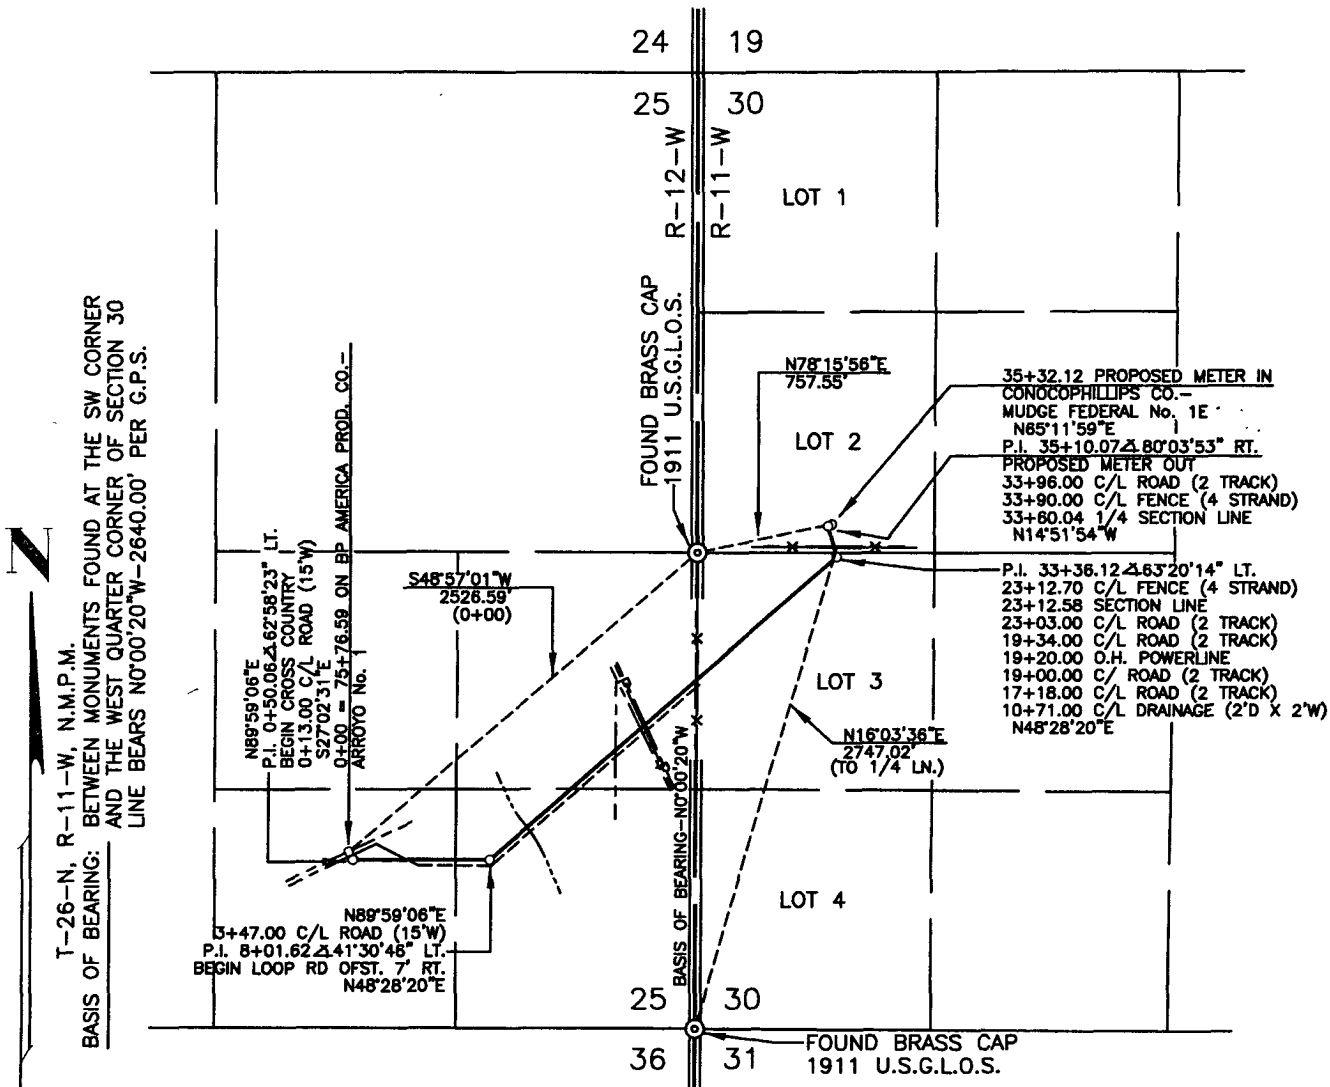 24
19
25
30
R-12-W
R-11-W
LOT 1
FOUND BRASS CAP
1911 U.S.G.L.O.S.
N78°15'56"E
757.55'
LOT 2
35+32.12 PROPOSED METER IN
CONOCOPHILLIPS CO.-
MUDGE FEDERAL No. 1E
N65°11'59"E
P.I. 35+10.07 Δ 80°03'53" RT.
PROPOSED METER OUT
33+96.00 C/L ROAD (2 TRACK)
33+90.00 C/L FENCE (4 STRAND)
33+60.04 1/4 SECTION LINE
N14°51'54"W
P.I. 33+36.12 Δ 63°20'14" LT.
23+12.70 C/L FENCE (4 STRAND)
23+12.58 SECTION LINE
23+03.00 C/L ROAD (2 TRACK)
19+34.00 C/L ROAD (2 TRACK)
19+20.00 O.H. POWERLINE
19+00.00 C/ ROAD (2 TRACK)
17+18.00 C/L ROAD (2 TRACK)
10+71.00 C/L DRAINAGE (2'D X 2'W)
N48°28'20"E
S48°57'01"W
2526.59'
(0+00)
N
T-26-N, R-11-W, N.M.P.M.
BASIS OF BEARING: BETWEEN MONUMENTS FOUND AT THE SW CORNER
AND THE WEST QUARTER CORNER OF SECTION 30
LINE BEARS N0°00'20"W-2640.00' PER G.P.S.
N89°59'06"E
P.I. 0+50.06 Δ 62°58'23" LT.
BEGIN CROSS COUNTRY
0+13.00 C/L ROAD (15'W)
S27°02'31"E
0+00 = 75+76.59 ON BP AMERICA PROD. CO.-
ARROYO No. 1
LOT 3
N16°03'36"E
2747.02'
(TO 1/4 LN.)
BASIS OF BEARING-N0°00'20"W
LOT 4
N89°59'06"E
3+47.00 C/L ROAD (15'W)
P.I. 8+01.62 Δ 41°30'46" LT.
BEGIN LOOP RD OFST. 7' RT.
N48°28'20"E
25
30
36
31
FOUND BRASS CAP
1911 U.S.G.L.O.S.